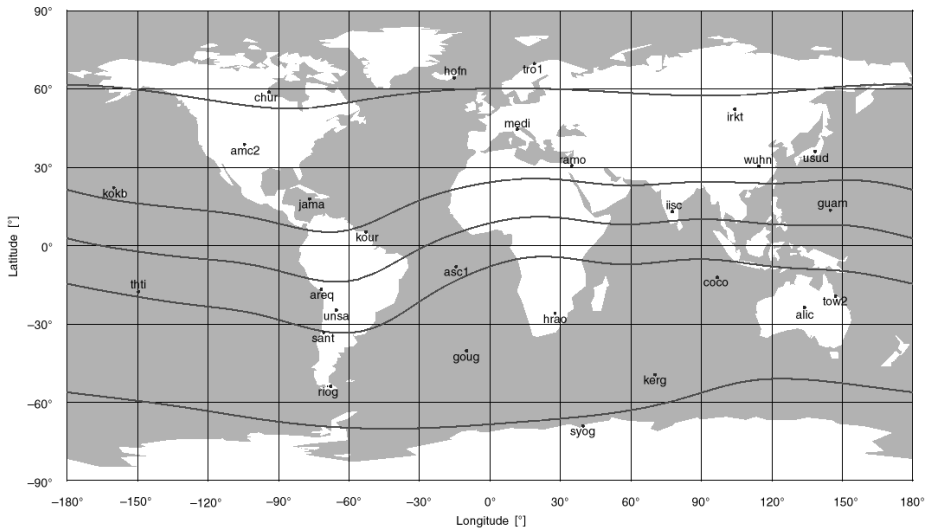 90°
60°
30°
0°
−30°
−60°
−90°
Latitude [°]
hofn
tro1
chur
irkt
medi
amc2
usud
ramo
wuhn
kokb
jama
iisc
guam
kour
asc1
thti
areq
coco
tow2
unsa
alic
hrao
sant
goug
kerg
riog
syog
−180° −150° −120° −90° −60° −30° 0° 30° 60° 90° 120° 150° 180°
Longitude [°]